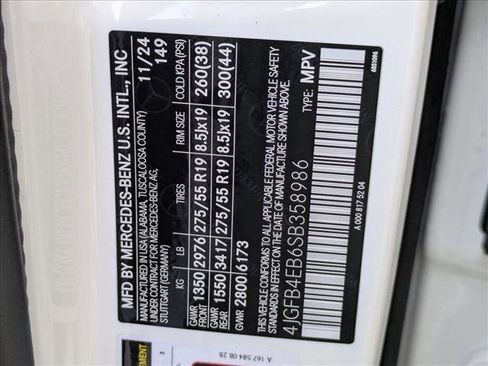 MFD BY MERCEDES-BENZ U.S. INTL., INC
MANUFACTURED IN USA (ALABAMA, TUSCALOOSA COUNTY) 11/24
UNDER CONTRACT FOR MERCEDES-BENZ AG, 149
STUTTGART (GERMANY)
KG LB TIRES RIM SIZE COLD KPA(PSI)
GAWR FRONT 1350 2976 275/55 R19 8.5Jx19 260(38)
GAWR REAR 1550 3417 275/55 R19 8.5Jx19 300(44)
GVWR 2800 6173
THIS VEHICLE CONFORMS TO ALL APPLICABLE FEDERAL MOTOR VEHICLE SAFETY
STANDARDS IN EFFECT ON THE DATE OF MANUFACTURE SHOWN ABOVE.
4JGFB4EB6SB358986 TYPE: MPV
A 000 817 52 04
A 167 584 08 28
3